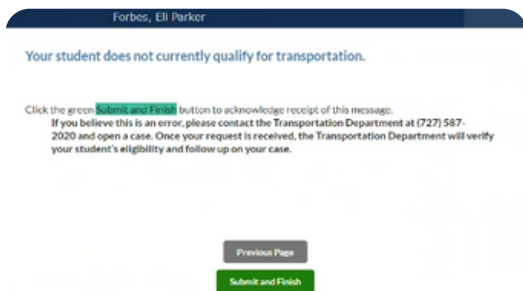 Forbes, Eli Parker
Your student does not currently qualify for transportation.
Click the green Submit and Finish button to acknowledge receipt of this message.
If you believe this is an error, please contact the Transportation Department at (727) 587-
2020 and open a case. Once your request is received, the Transportation Department will verify
your student's eligibility and follow up on your case.
Previous Page
Submit and Finish